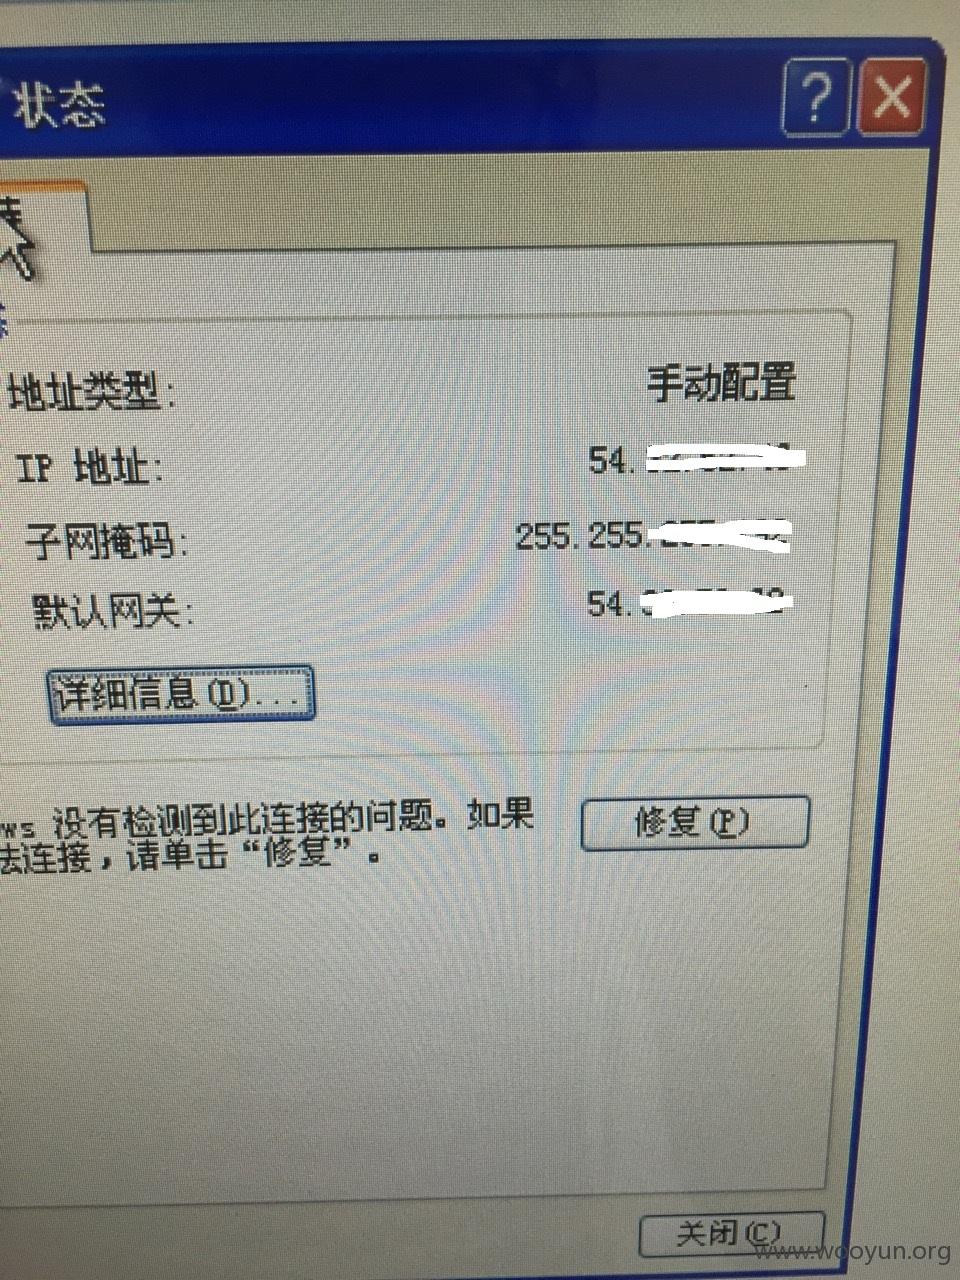 状态
地址类型: 手动配置
IP 地址: 54.
子网掩码: 255.255.
默认网关: 54.
详细信息(D)...
ws 没有检测到此连接的问题。如果
法连接，请单击“修复”。
修复(P)
关闭(C)
www.wooyun.org